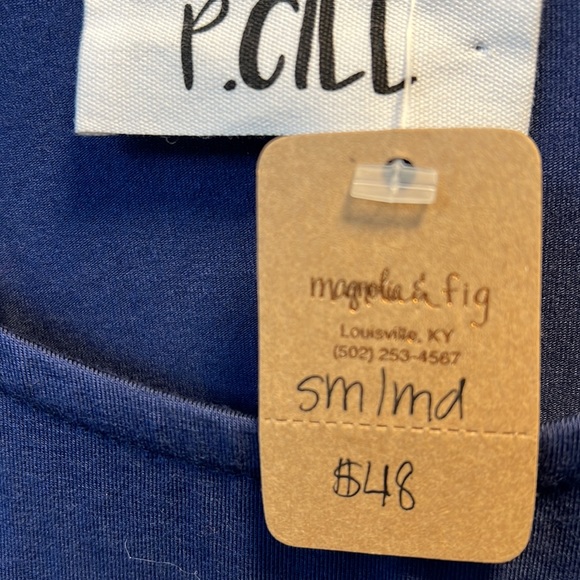 P.CILL
magnolia & fig
Louisville, KY
(502) 253-4567
sm/md
$48